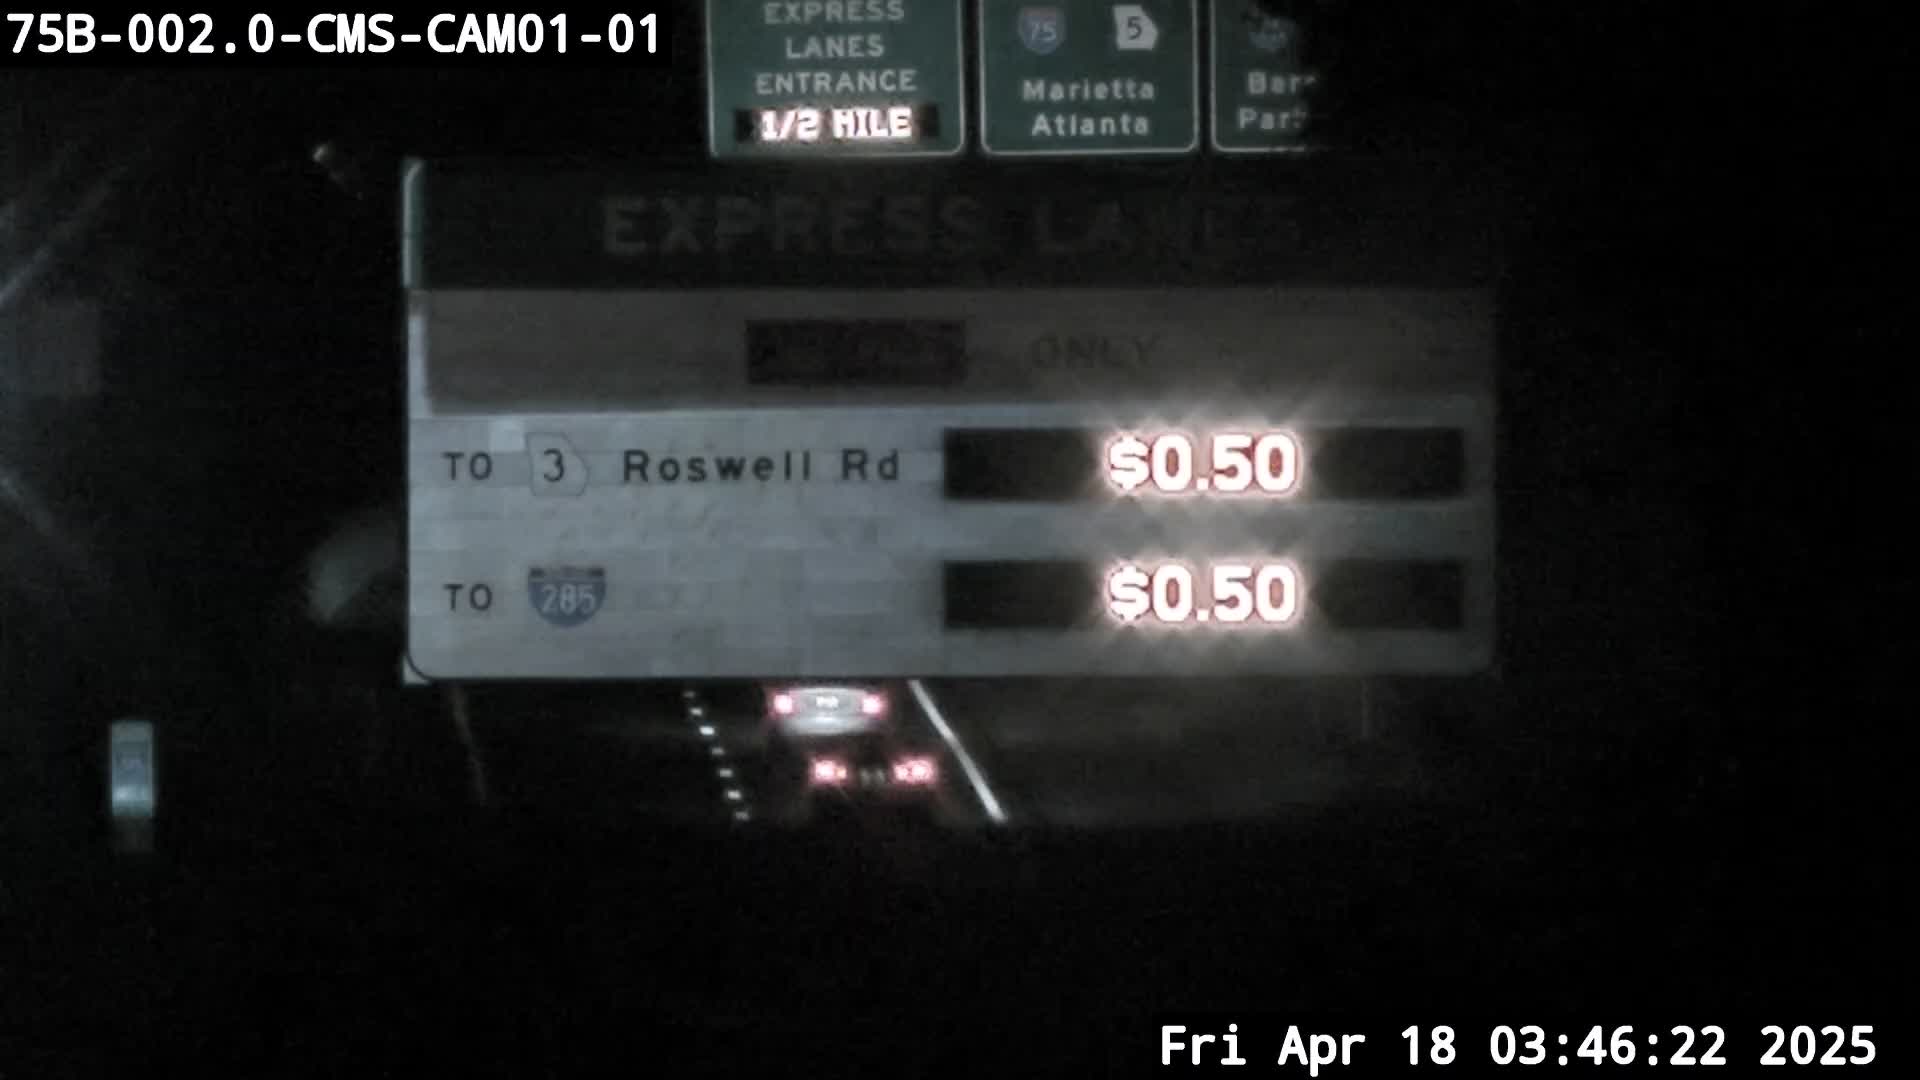 75B-002.0-CMS-CAM01-01
EXPRESS
LANES
ENTRANCE
1/2 MILE
75 5
Marietta
Atlanta
EXPRESS LANES
ONLY
TO 3 Roswell Rd $0.50
TO 285 $0.50
Fri Apr 18 03:46:22 2025